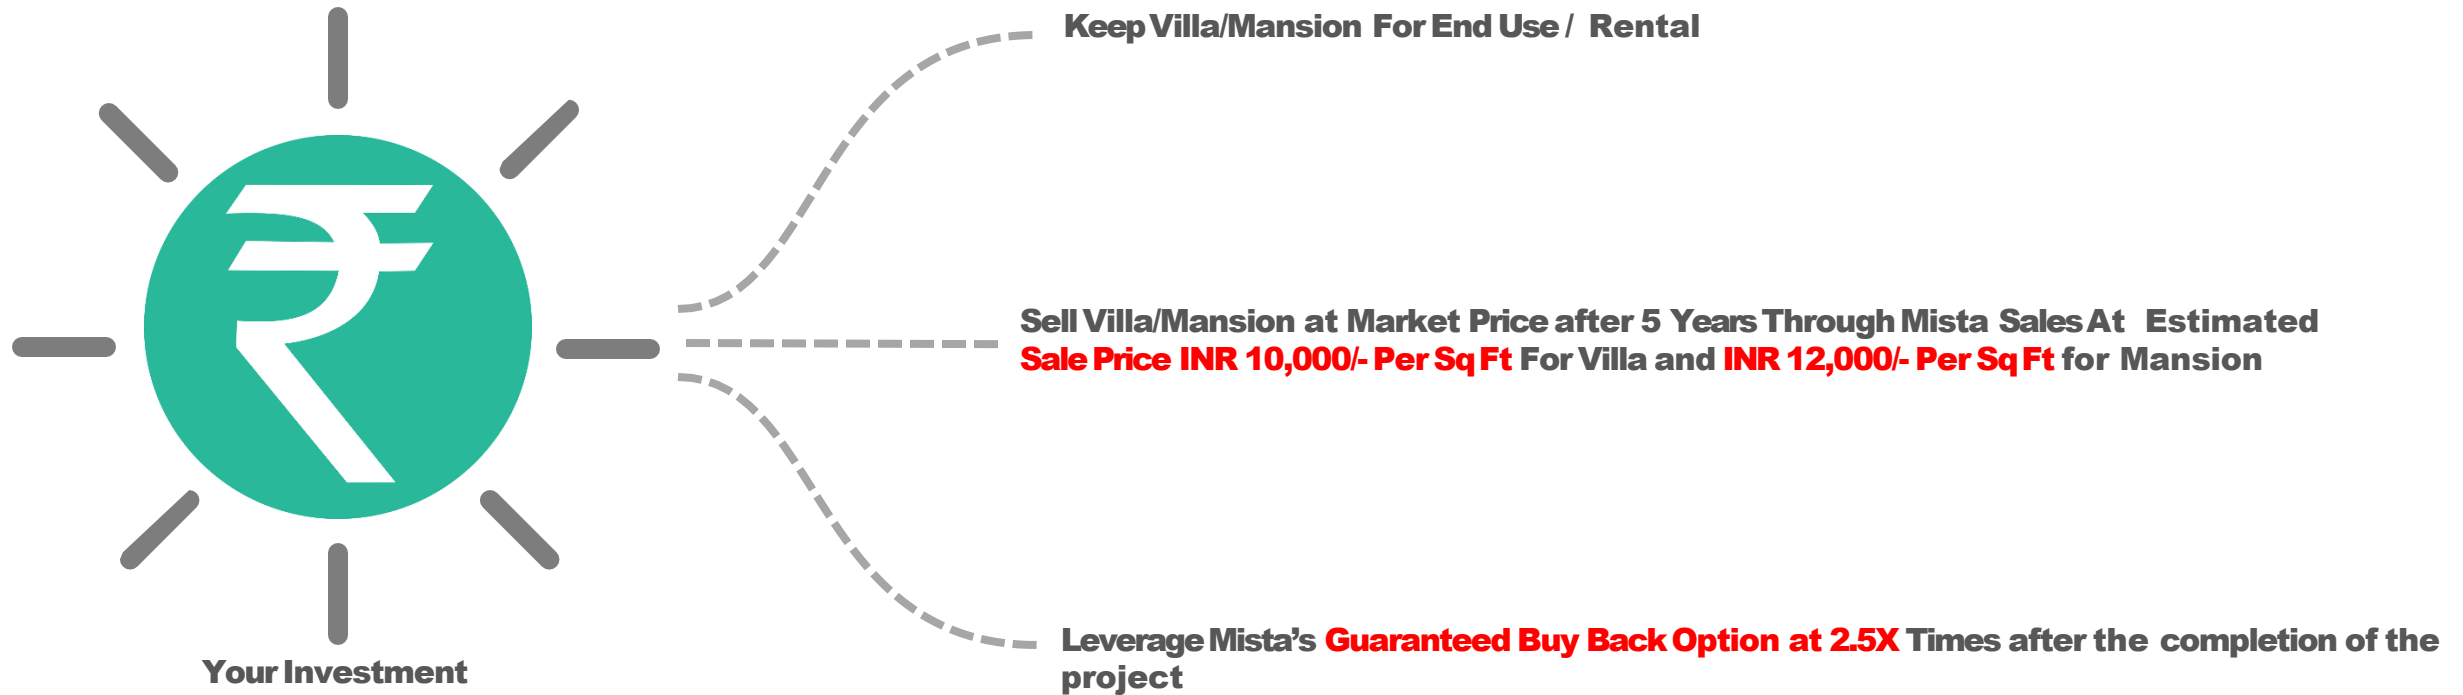 Keep Villa/Mansion For End Use / Rental
Sell Villa/Mansion at Market Price after 5 Years Through Mista Sales At Estimated
Sale Price INR 10,000/- Per Sq Ft For Villa and INR 12,000/- Per Sq Ft for Mansion
Leverage Mista’s Guaranteed Buy Back Option at 2.5X Times after the completion of the
project
Your Investment